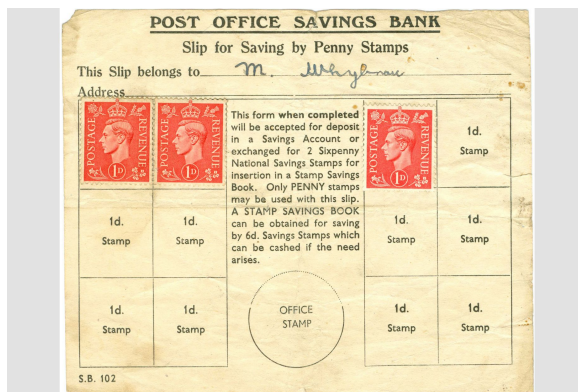 POST OFFICE SAVINGS BANK
Slip for Saving by Penny Stamps
This Slip belongs to M. Whybrow
Address
POSTAGE REVENUE 1D
POSTAGE REVENUE 1D
This form when completed
will be accepted for deposit
in a Savings Account or
exchanged for 2 Sixpenny
National Savings Stamps for
insertion in a Stamp Savings
Book. Only PENNY stamps
may be used with this slip.
A STAMP SAVINGS BOOK
can be obtained for saving
by 6d. Savings Stamps which
can be cashed if the need
arises.
POSTAGE REVENUE 1D
1d.
Stamp
1d.
Stamp
1d.
Stamp
1d.
Stamp
1d.
Stamp
1d.
Stamp
1d.
Stamp
OFFICE
STAMP
1d.
Stamp
1d.
Stamp
S.B. 102